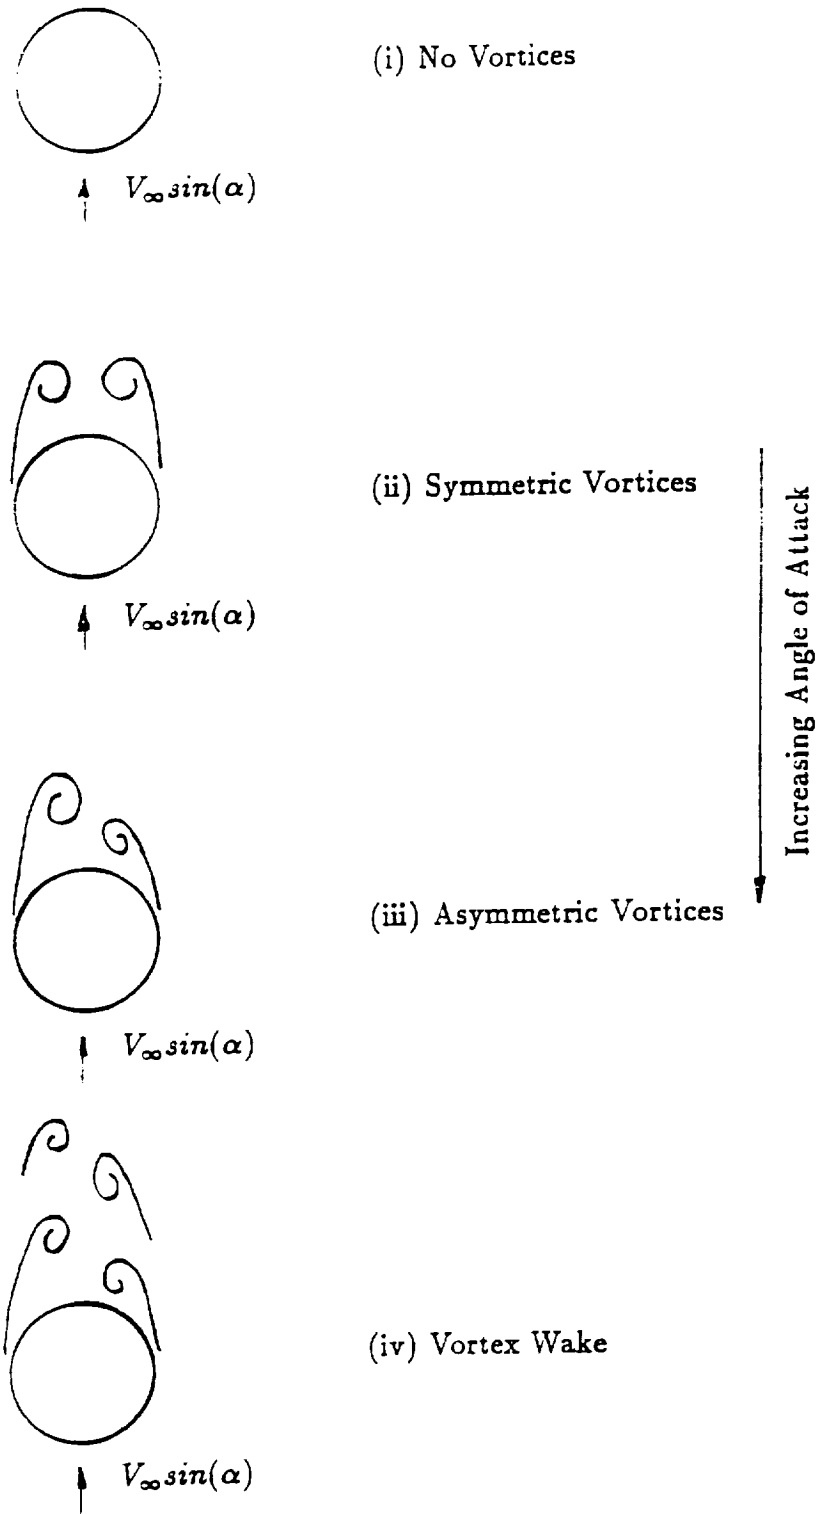 (i) No Vortices
V∞sin(α)
(ii) Symmetric Vortices
V∞sin(α)
Increasing Angle of Attack
(iii) Asymmetric Vortices
V∞sin(α)
(iv) Vortex Wake
V∞sin(α)